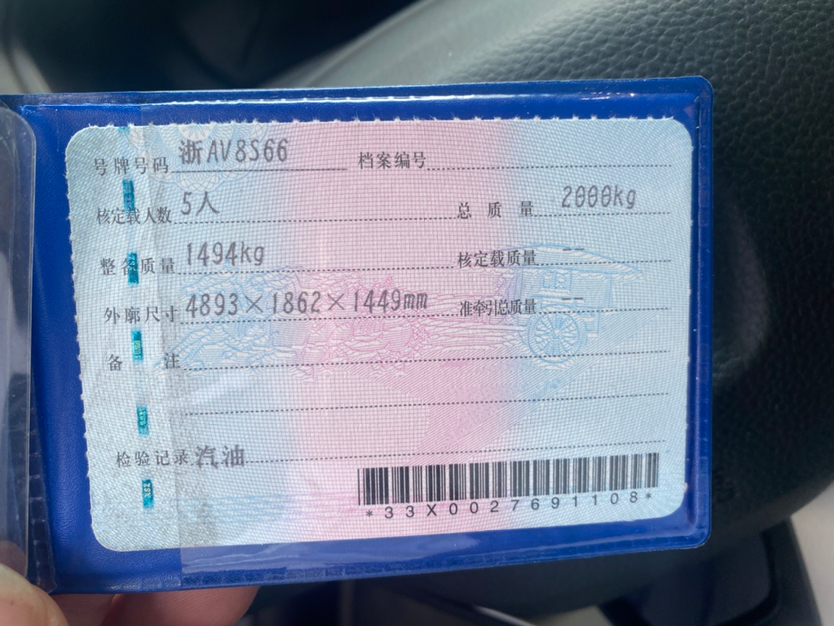 号牌号码 浙AV8S66 档案编号
核定载人数 5人 总质量 2000kg
整备质量 1494kg 核定载质量 --
外廓尺寸 4893×1862×1449mm 准牵引总质量 --
备注
检验记录 汽油
*33X0027691108*